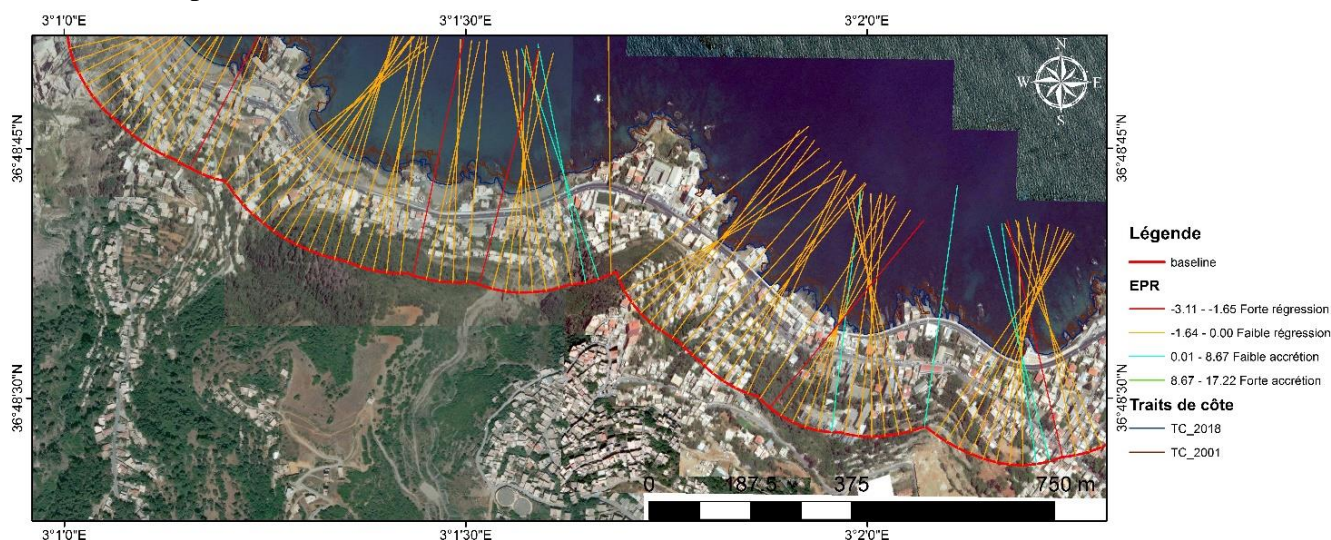 3°1'0"E 3°1'30"E 3°2'0"E
N
W E
S
36°48'45"N 36°48'45"N
36°48'30"N 36°48'30"N
Légende
baseline
EPR
-3.11 - -1.65 Forte régression
-1.64 - 0.00 Faible régression
0.01 - 8.67 Faible accrétion
8.67 - 17.22 Forte accrétion
Traits de côte
TC_2018
TC_2001
0 187.5 375 750 m
3°1'0"E 3°1'30"E 3°2'0"E